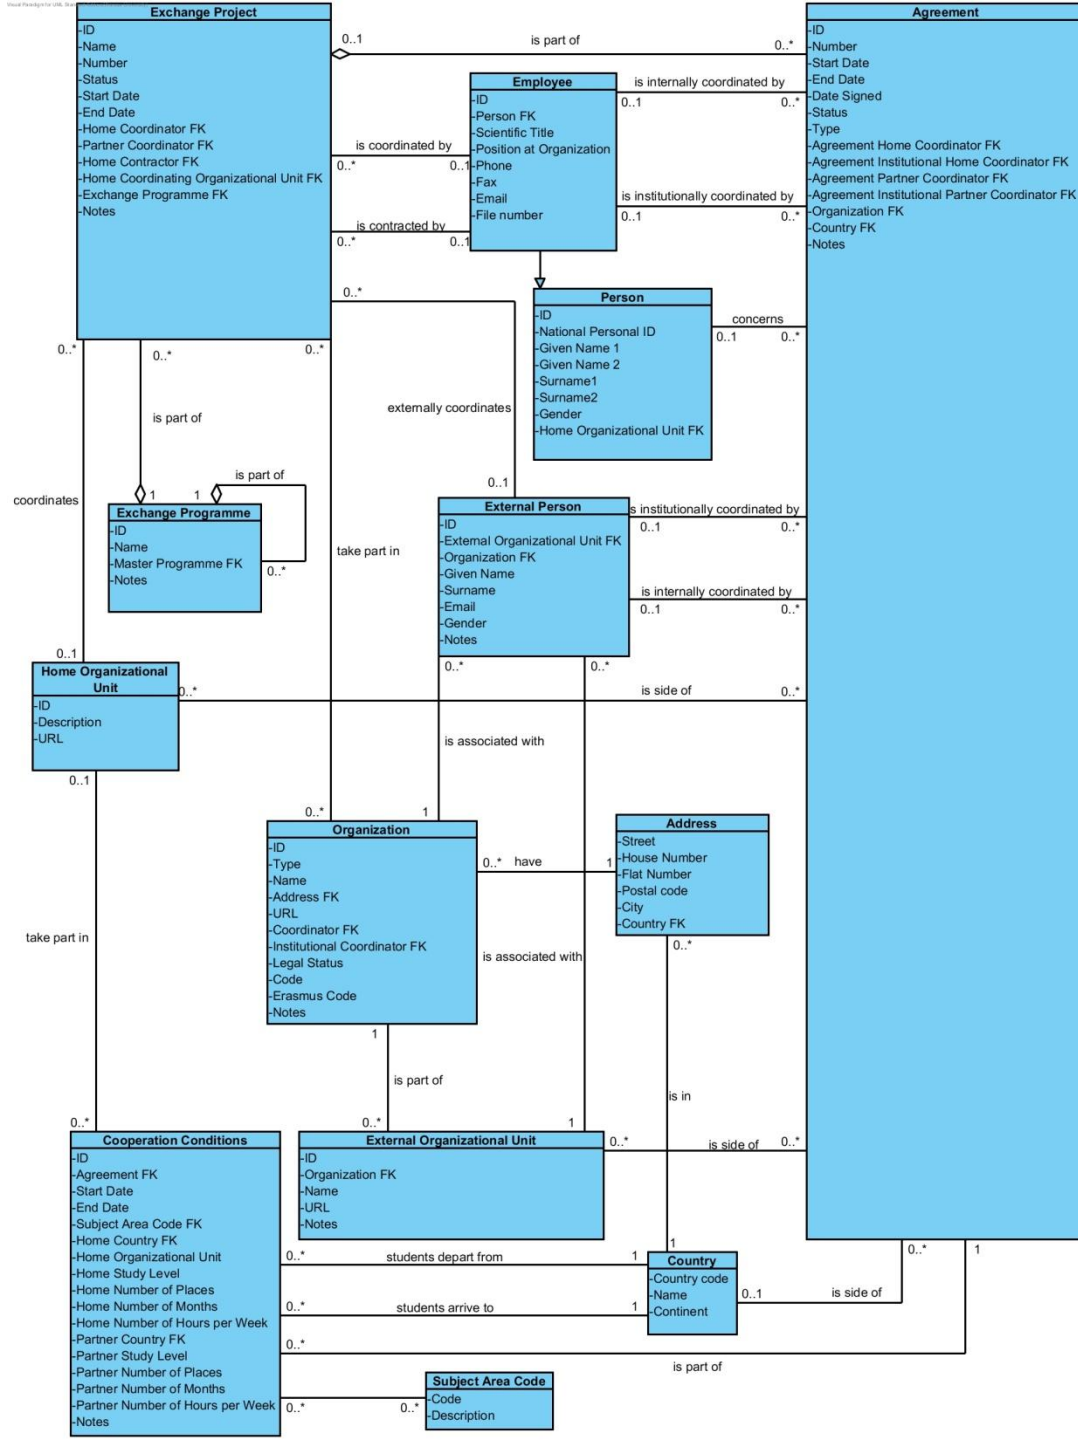 Exchange Project
-ID
-Name
-Number
-Status
-Start Date
-End Date
-Home Coordinator FK
-Partner Coordinator FK
-Home Contractor FK
-Home Coordinating Organizational Unit FK
-Exchange Programme FK
-Notes
0..1
is part of
0..*
Agreement
-ID
-Number
-Start Date
-End Date
-Date Signed
-Status
-Type
-Agreement Home Coordinator FK
-Agreement Institutional Home Coordinator FK
-Agreement Partner Coordinator FK
-Agreement Institutional Partner Coordinator FK
-Organization FK
-Country FK
-Notes
Employee
-ID
-Person FK
-Scientific Title
-Position at Organization
-Phone
-Fax
-Email
-File number
is internally coordinated by
0..1
0..*
is coordinated by
0..*
0..1
is institutionally coordinated by
0..1
0..*
is contracted by
0..*
0..1
Person
-ID
-National Personal ID
-Given Name 1
-Given Name 2
-Surname1
-Surname2
-Gender
-Home Organizational Unit FK
concerns
0..1
0..*
0..*
externally coordinates
0..1
0..*
0..*
0..*
is part of
1
1
is part of
0..*
coordinates
take part in
Exchange Programme
-ID
-Name
-Master Programme FK
-Notes
External Person
-ID
-External Organizational Unit FK
-Organization FK
-Given Name
-Surname
-Email
-Gender
-Notes
is institutionally coordinated by
0..1
0..*
is internally coordinated by
0..1
0..*
0..1
Home Organizational
Unit
-ID
-Description
-URL
0..*
is side of
0..*
0..*
0..*
is associated with
0..1
0..*
1
Organization
-ID
-Type
-Name
-Address FK
-URL
-Coordinator FK
-Institutional Coordinator FK
-Legal Status
-Code
-Erasmus Code
-Notes
0..*
have
1
Address
-Street
-House Number
-Flat Number
-Postal code
-City
-Country FK
take part in
is associated with
0..*
1
is part of
is in
0..*
0..*
1
Cooperation Conditions
-ID
-Agreement FK
-Start Date
-End Date
-Subject Area Code FK
-Home Country FK
-Home Organizational Unit
-Home Study Level
-Home Number of Places
-Home Number of Months
-Home Number of Hours per Week
-Partner Country FK
-Partner Study Level
-Partner Number of Places
-Partner Number of Months
-Partner Number of Hours per Week
-Notes
External Organizational Unit
-ID
-Organization FK
-Name
-URL
-Notes
0..*
is side of
0..*
1
0..*
students depart from
1
Country
-Country code
-Name
-Continent
0..*
1
0..*
students arrive to
1
0..1
is side of
0..*
is part of
Subject Area Code
-Code
-Description
0..*
0..*